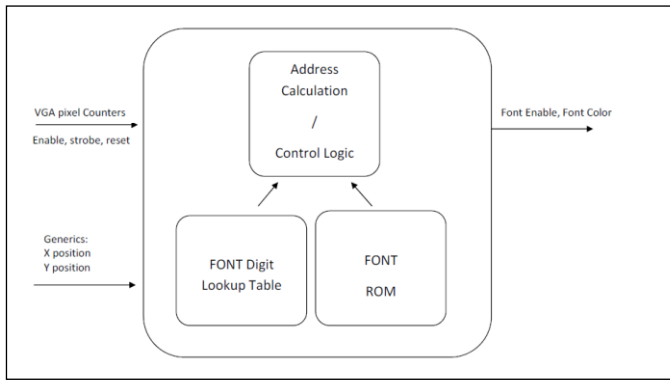 Address
Calculation
/
Control Logic
VGA pixel Counters
Enable, strobe, reset
Font Enable, Font Color
Generics:
X position
Y position
FONT Digit
Lookup Table
FONT
ROM